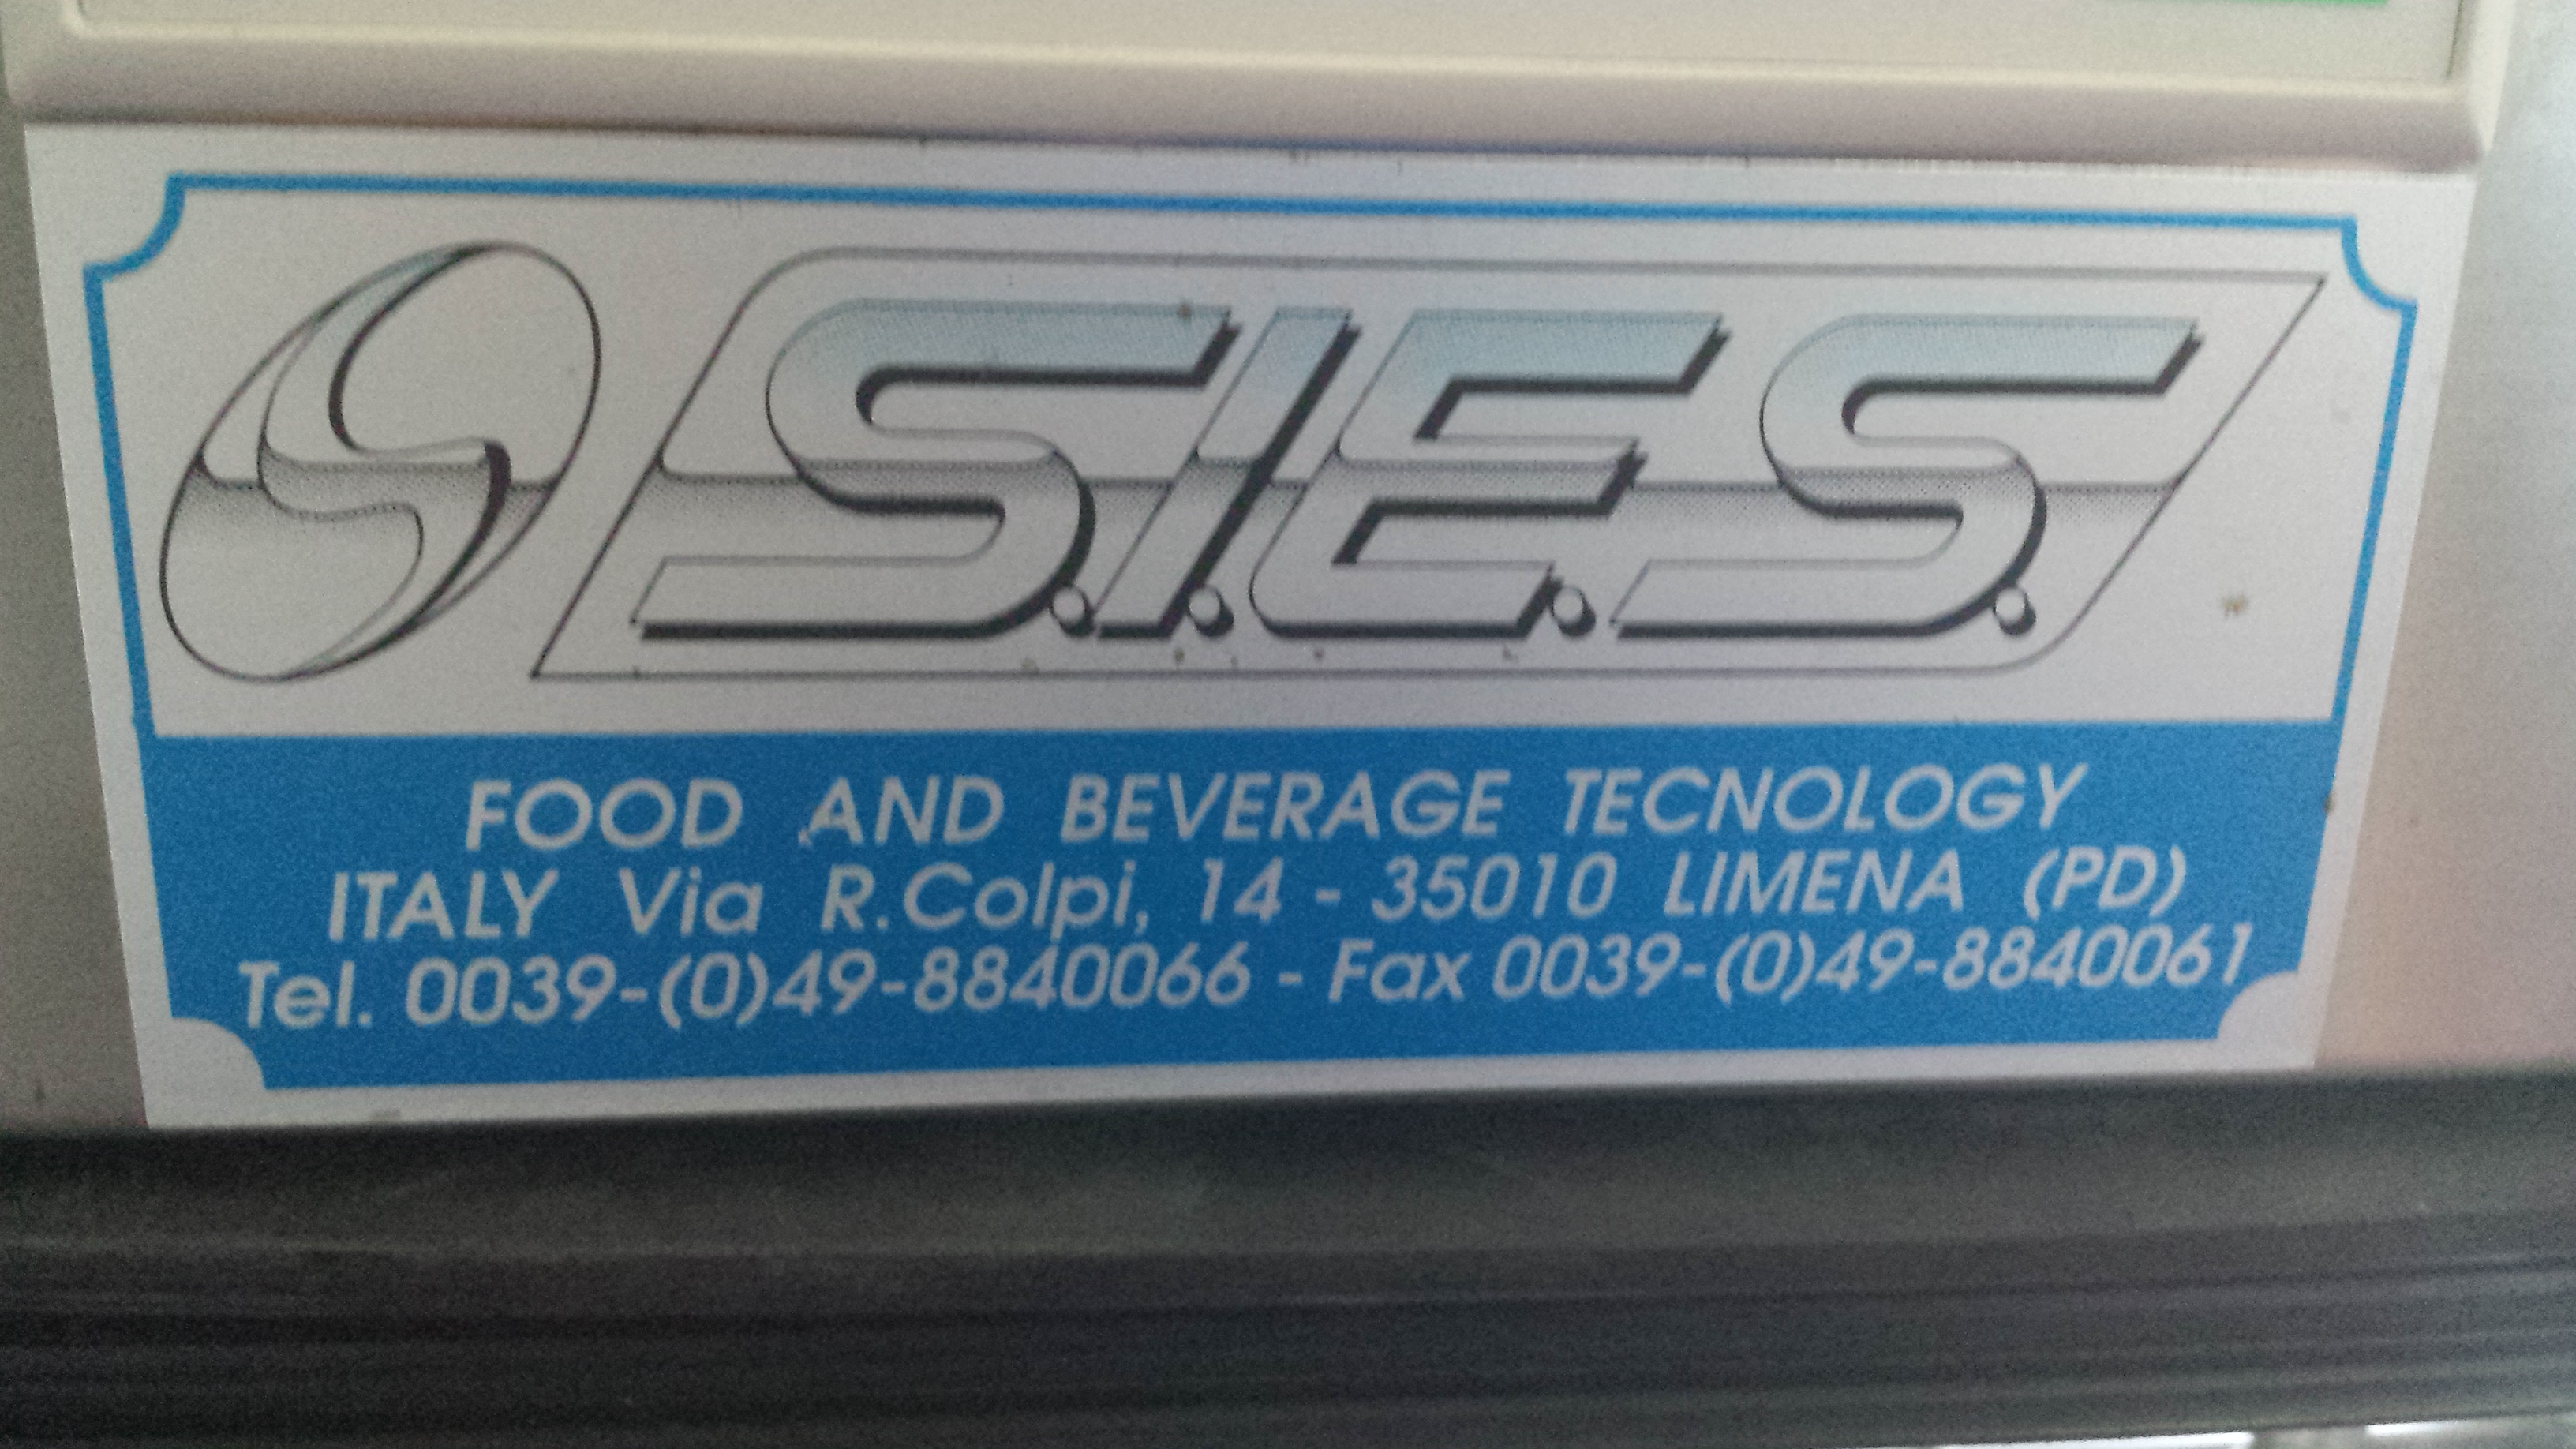 S.I.E.S.
FOOD AND BEVERAGE TECNOLOGY
ITALY Via R.Colpi, 14 - 35010 LIMENA (PD)
Tel. 0039-(0)49-8840066 - Fax 0039-(0)49-8840061